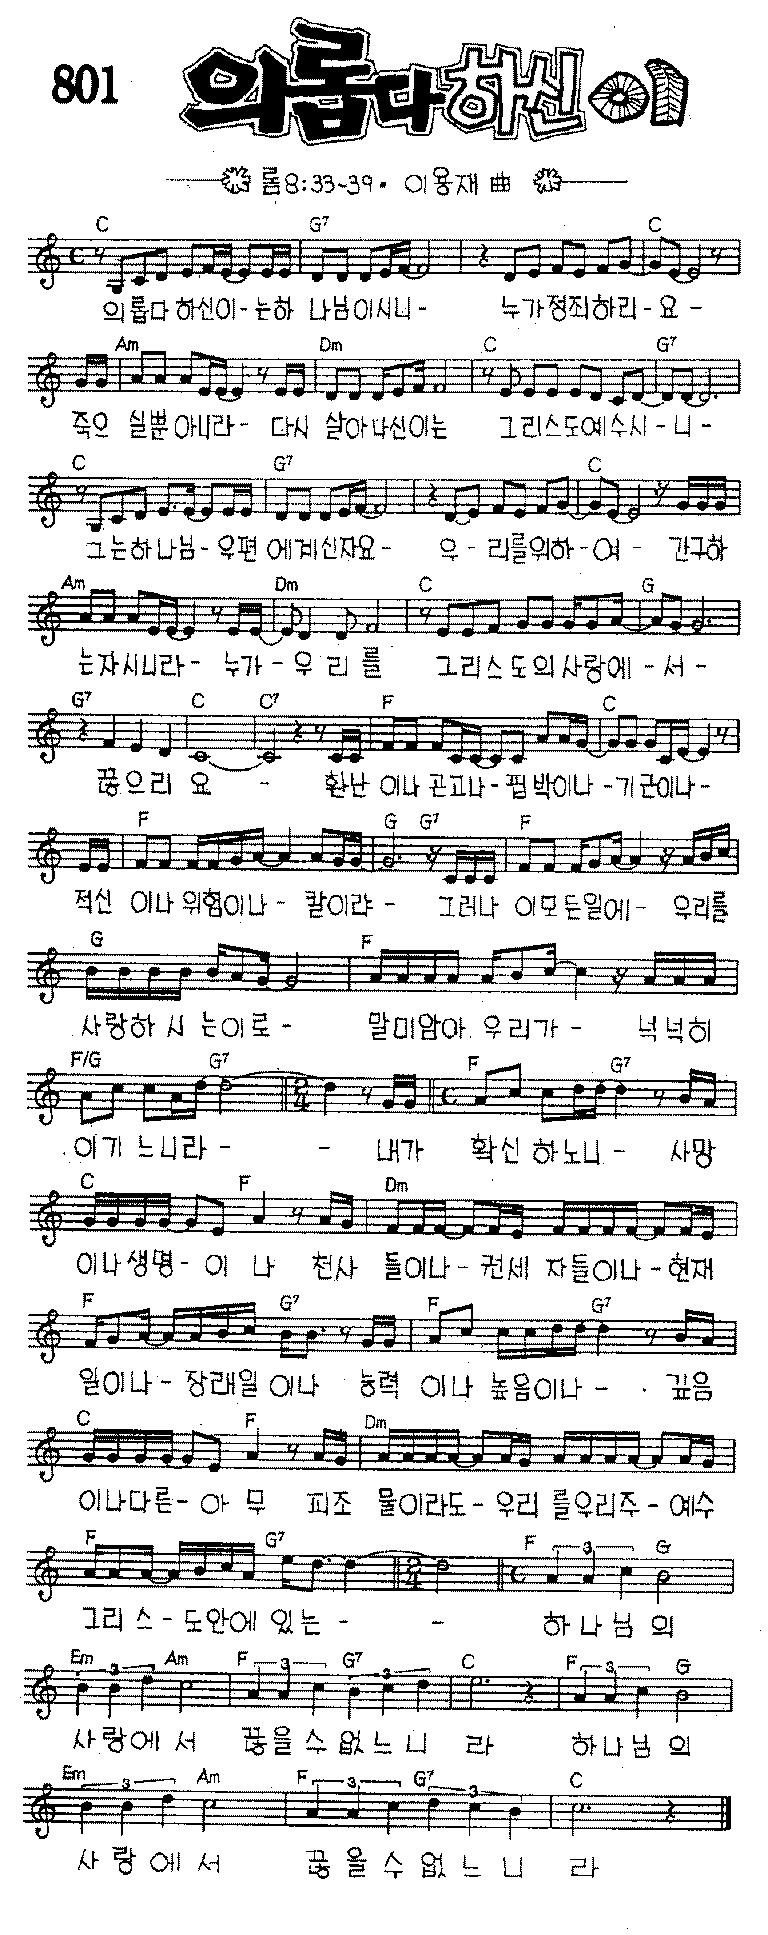 801
의롭다하신이
롬8:33-39. 이용재 曲
C G7 C
의롭다 하신이-는하 나님이시니- 누가정죄하리-요-
Am Dm C G7
죽으 실뿐 아니라- 다시 살아나신이는 그리스도예수시-니-
C G7 C
그는하나님-우편 에계신자요- 우-리를위하-여- 간구하
Am Dm C G
는자시니라- 누가-우 리 를 그리스도의사랑에-서-
G7 C C7 F C
끊으리 요 - 환난 이나 곤고나-핍박이나-기근이나-
F G G7 F
적신 이나 위험이나- 칼이랴- 그러나 이모든일에- 우리를
G F
사랑하 시 는이로- 말미암아 우리가- 넉넉히
F/G G7 2/4 F G7
이기 느니라- - 내가 확신 하노니- 사망
C F Dm
이나생명-이 나 천사 들이나-권세 자들이나-현재
F G7 F G7
일이나-장래일 이나 능력 이나 높음이나- 깊음
C F Dm
이나다른-아 무 피조 물이라도-우리 를우리주-예수
F G7 2/4 F 3 G
그리 스-도안에 있는- - 하나님의
Em 3 Am F 3 G7 3 C F 3 G
사랑에서 끊을수없느니 라 하나님의
Em 3 Am F 3 G7 3 C
사랑에서 끊을수없느니 라